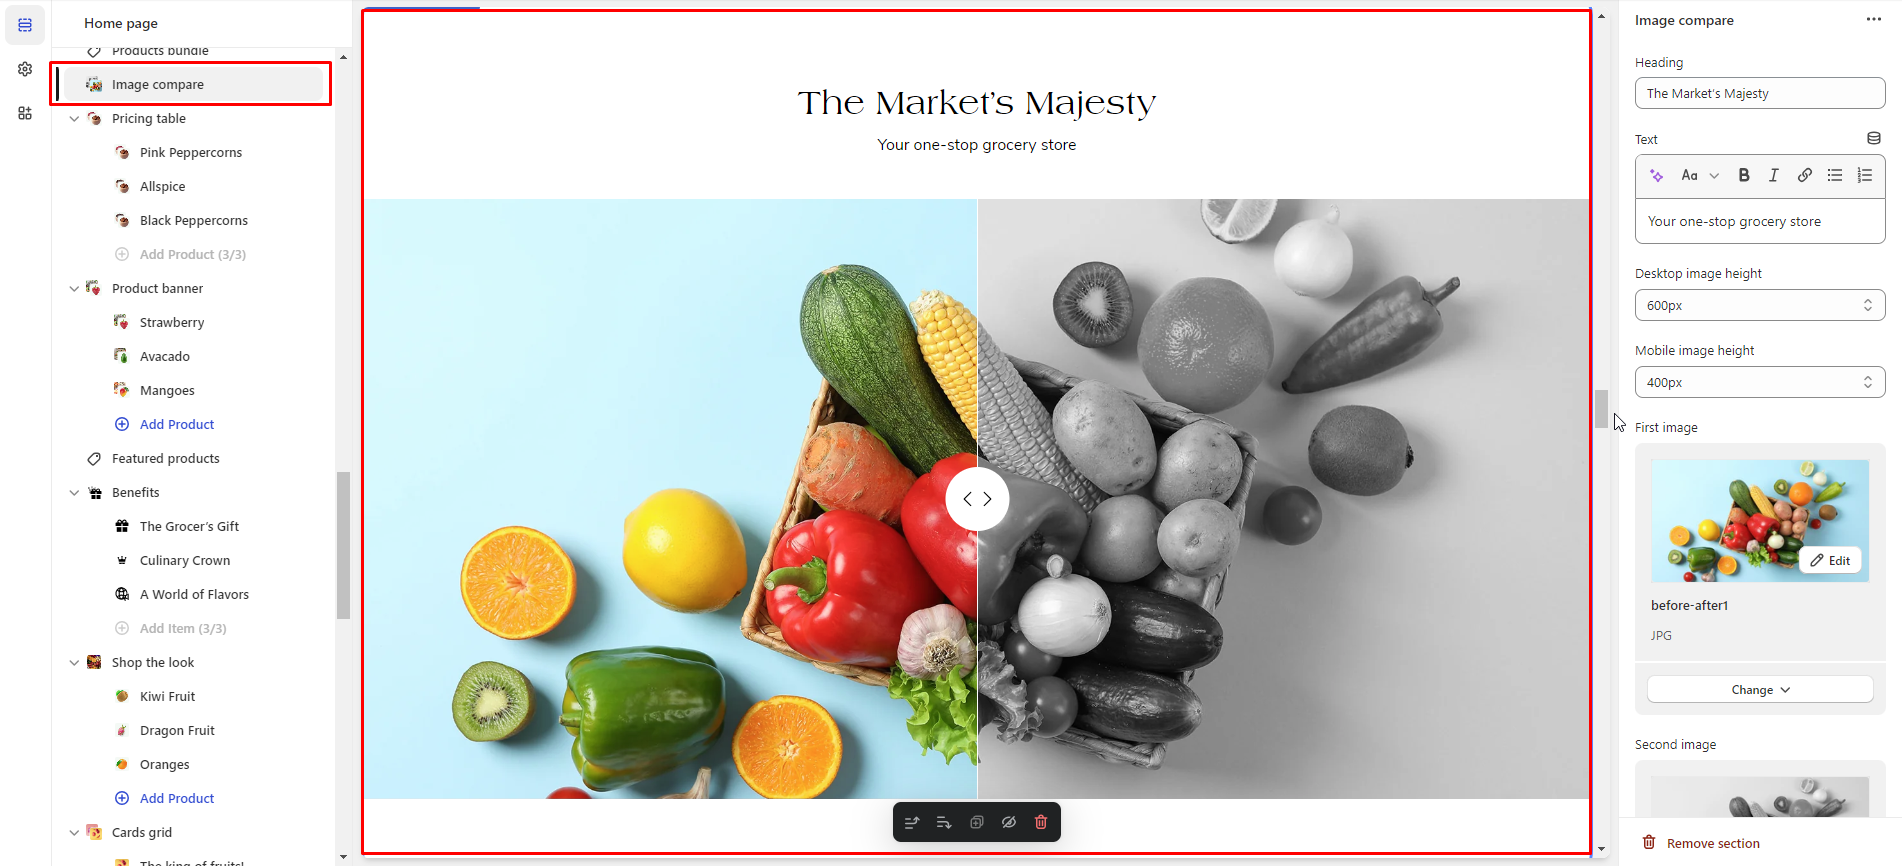 Home page
Products bundle
Image compare
Pricing table
Pink Peppercorns
Allspice
Black Peppercorns
Add Product (3/3)
Product banner
Strawberry
Avacado
Mangoes
Add Product
Featured products
Benefits
The Grocer's Gift
Culinary Crown
A World of Flavors
Add Item (3/3)
Shop the look
Kiwi Fruit
Dragon Fruit
Oranges
Add Product
Cards grid
The king of fruits!
The Market's Majesty
Your one-stop grocery store
Image compare
Heading
The Market's Majesty
Text
Aa
B
I
Your one-stop grocery store
Desktop image height
600px
Mobile image height
400px
First image
Edit
before-after1
JPG
Change
Second image
Remove section